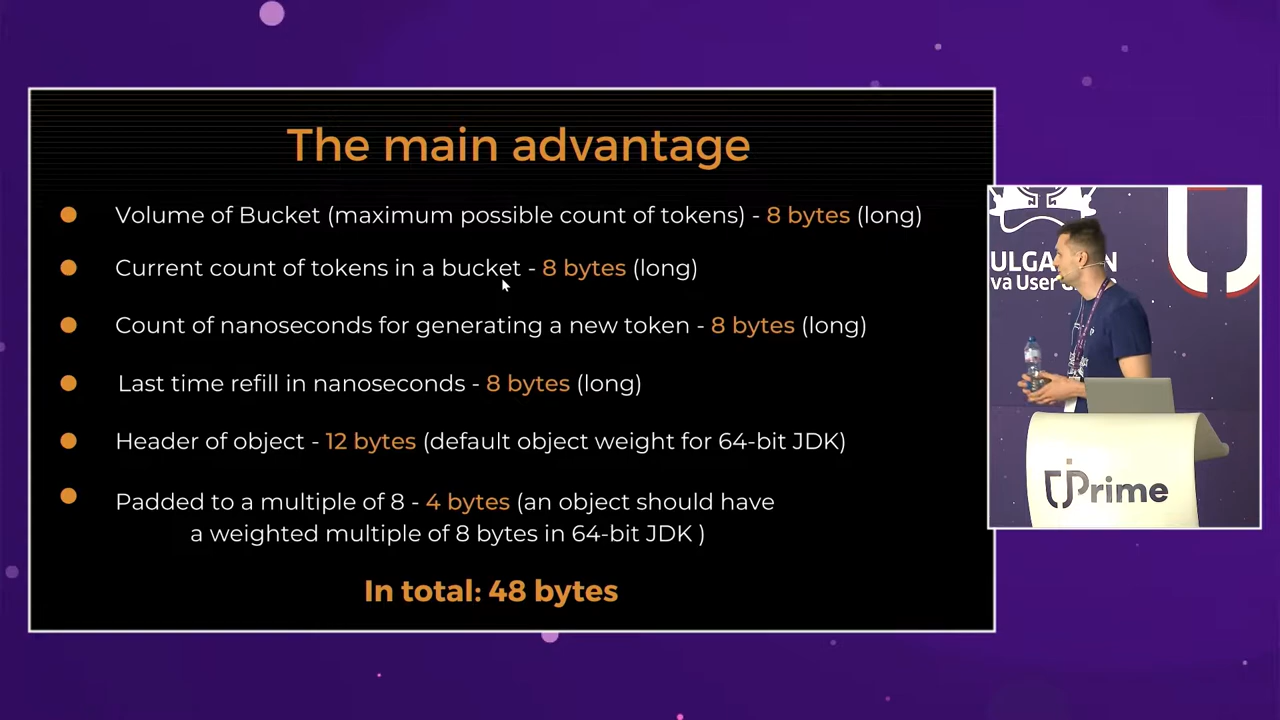 The main advantage
Volume of Bucket (maximum possible count of tokens) - 8 bytes (long)
Current count of tokens in a bucket - 8 bytes (long)
Count of nanoseconds for generating a new token - 8 bytes (long)
Last time refill in nanoseconds - 8 bytes (long)
Header of object - 12 bytes (default object weight for 64-bit JDK)
Padded to a multiple of 8 - 4 bytes (an object should have
a weighted multiple of 8 bytes in 64-bit JDK )
In total: 48 bytes
ULGA N
va User G
JPrime